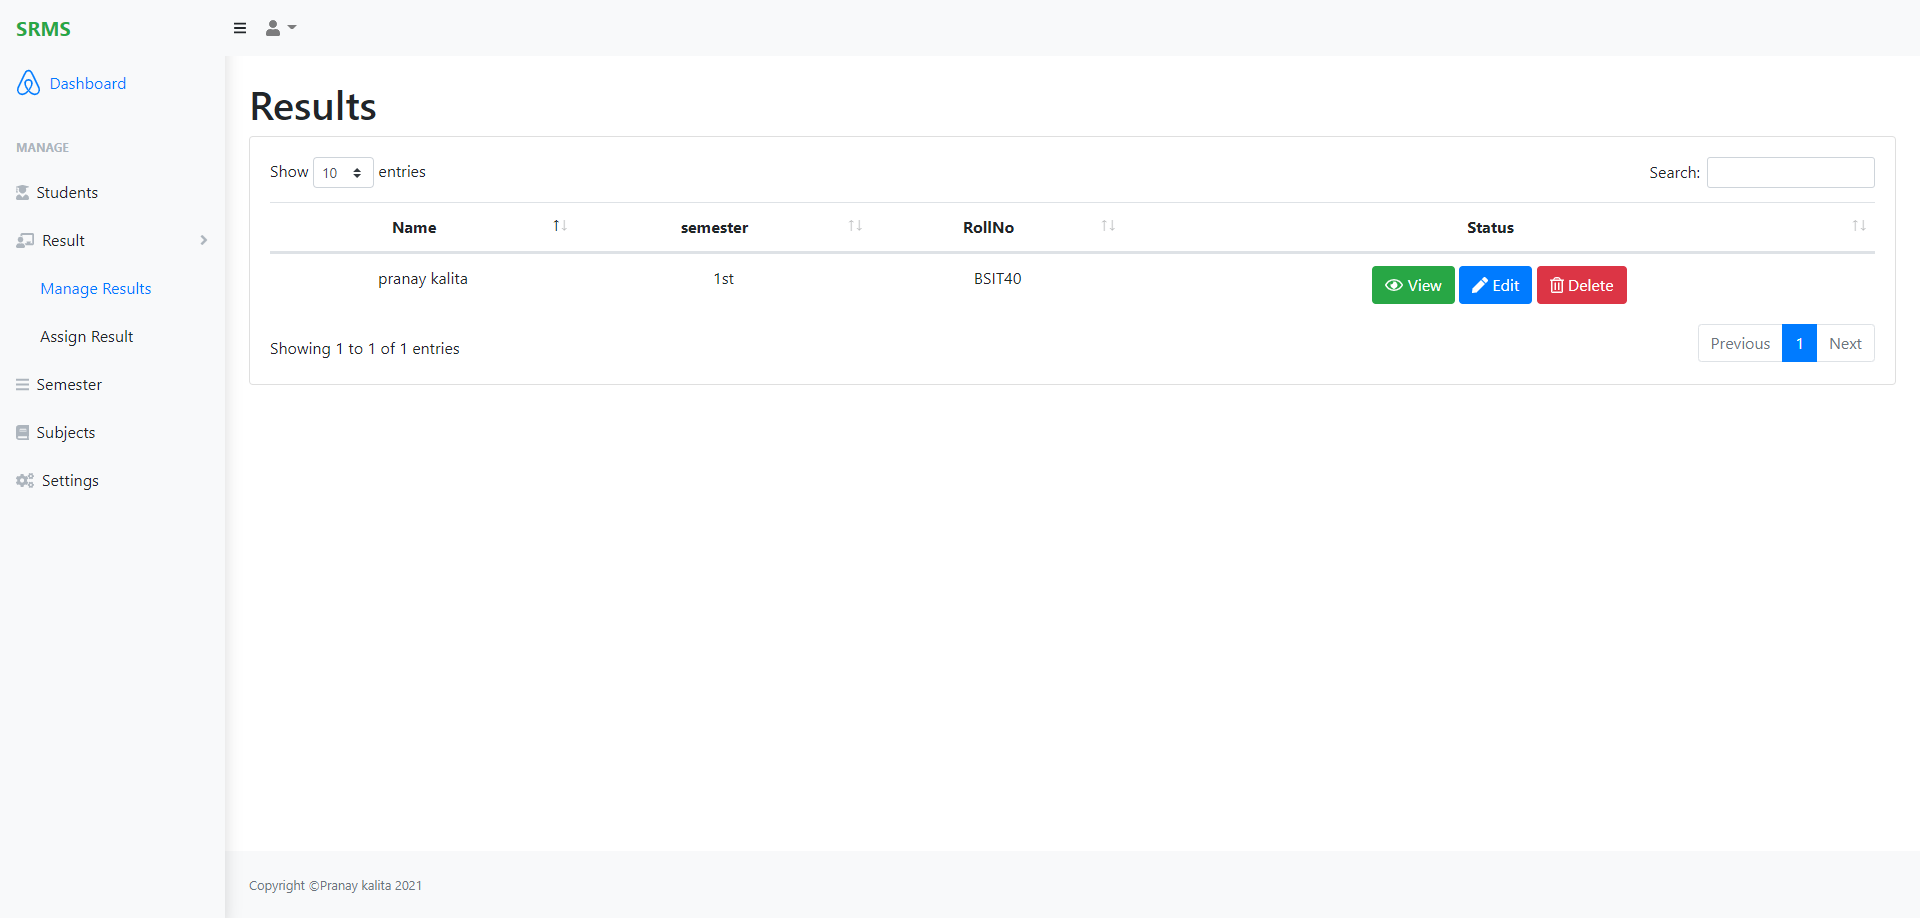 SRMS
Dashboard
MANAGE
Students
Result
Manage Results
Assign Result
Semester
Subjects
Settings
Results
Show 10 entries
Search:
Name semester RollNo Status
pranay kalita 1st BSIT40 View Edit Delete
Showing 1 to 1 of 1 entries
Previous 1 Next
Copyright ©Pranay kalita 2021